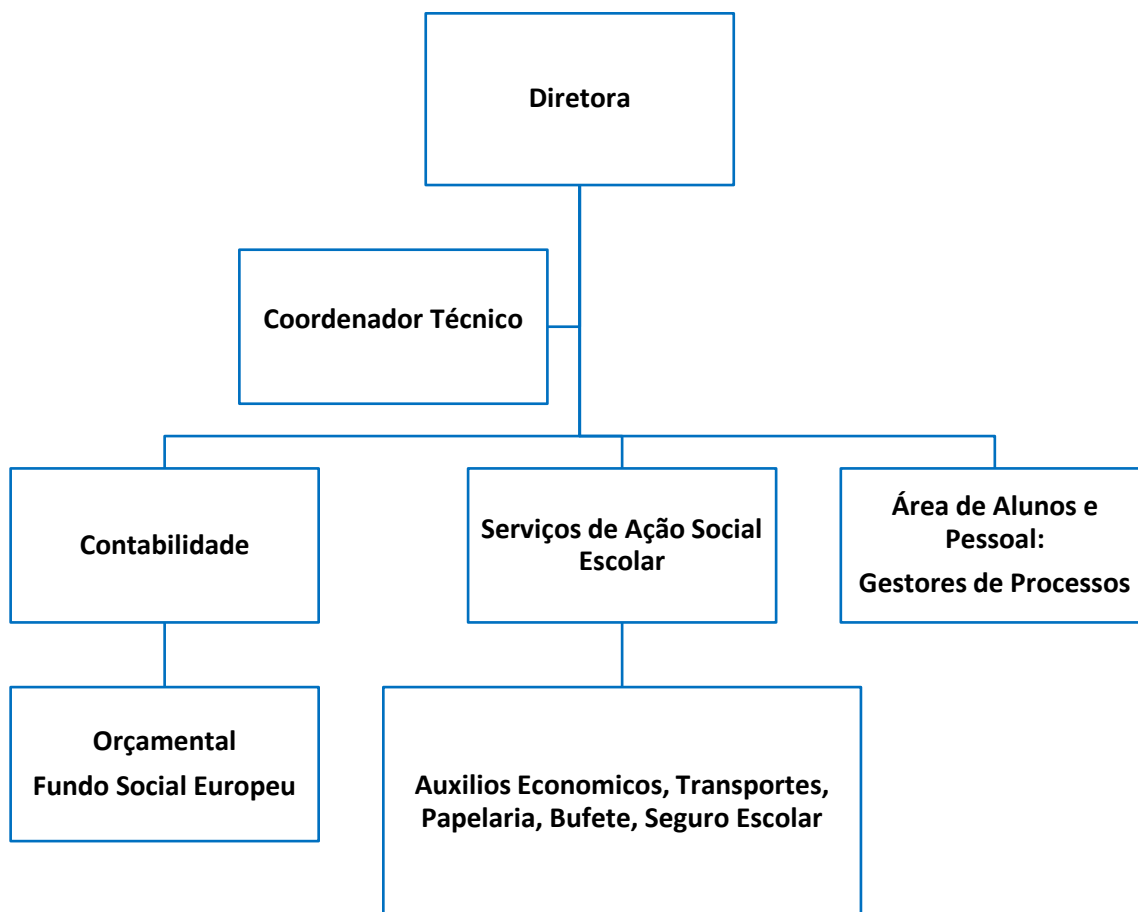 Diretora
Coordenador Técnico
Contabilidade
Serviços de Ação Social
Escolar
Área de Alunos e
Pessoal:
Gestores de Processos
Orçamental
Fundo Social Europeu
Auxilios Economicos, Transportes,
Papelaria, Bufete, Seguro Escolar